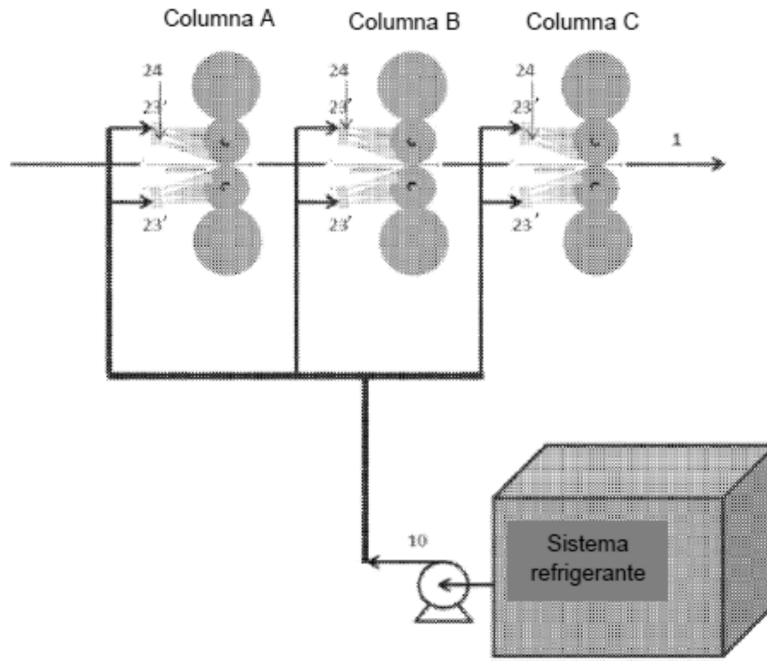 Columna A
Columna B
Columna C
24
24
24
23'
23'
23'
1
23'
23'
23'
10
Sistema
refrigerante